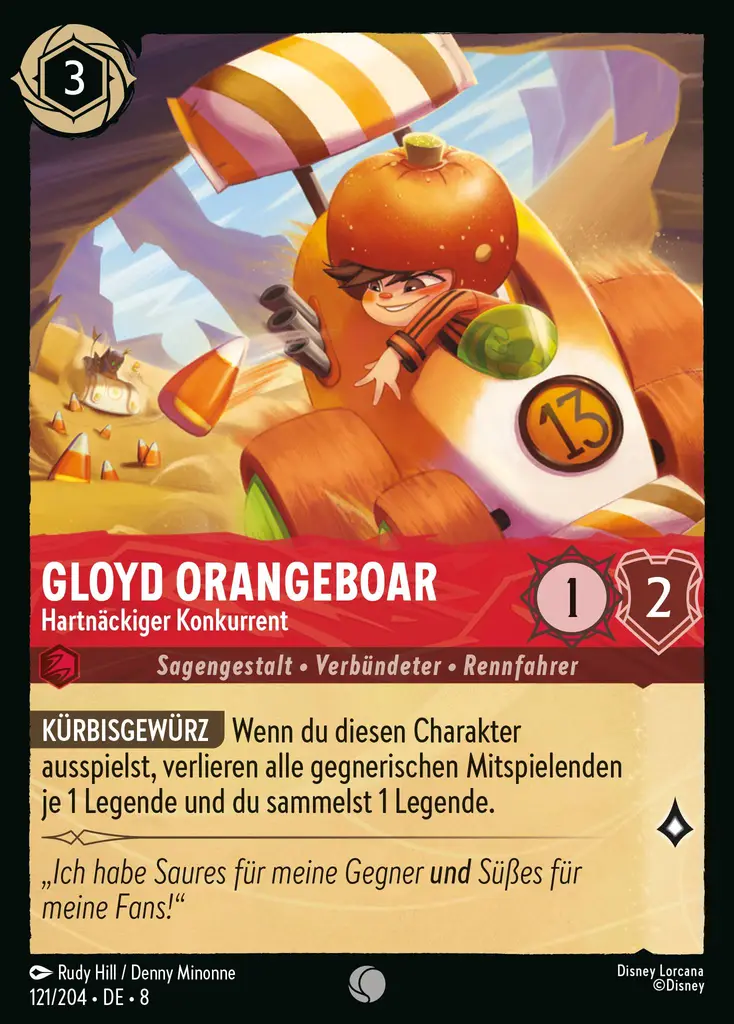 3
13
GLOYD ORANGEBOAR
Hartnäckiger Konkurrent
1
2
Sagengestalt • Verbündeter • Rennfahrer
KÜRBISGEWÜRZ Wenn du diesen Charakter
ausspielst, verlieren alle gegnerischen Mitspielenden
je 1 Legende und du sammelst 1 Legende.
„Ich habe Saures für meine Gegner und Süßes für
meine Fans!“
Rudy Hill / Denny Minonne
121/204 • DE • 8
Disney Lorcana
©Disney